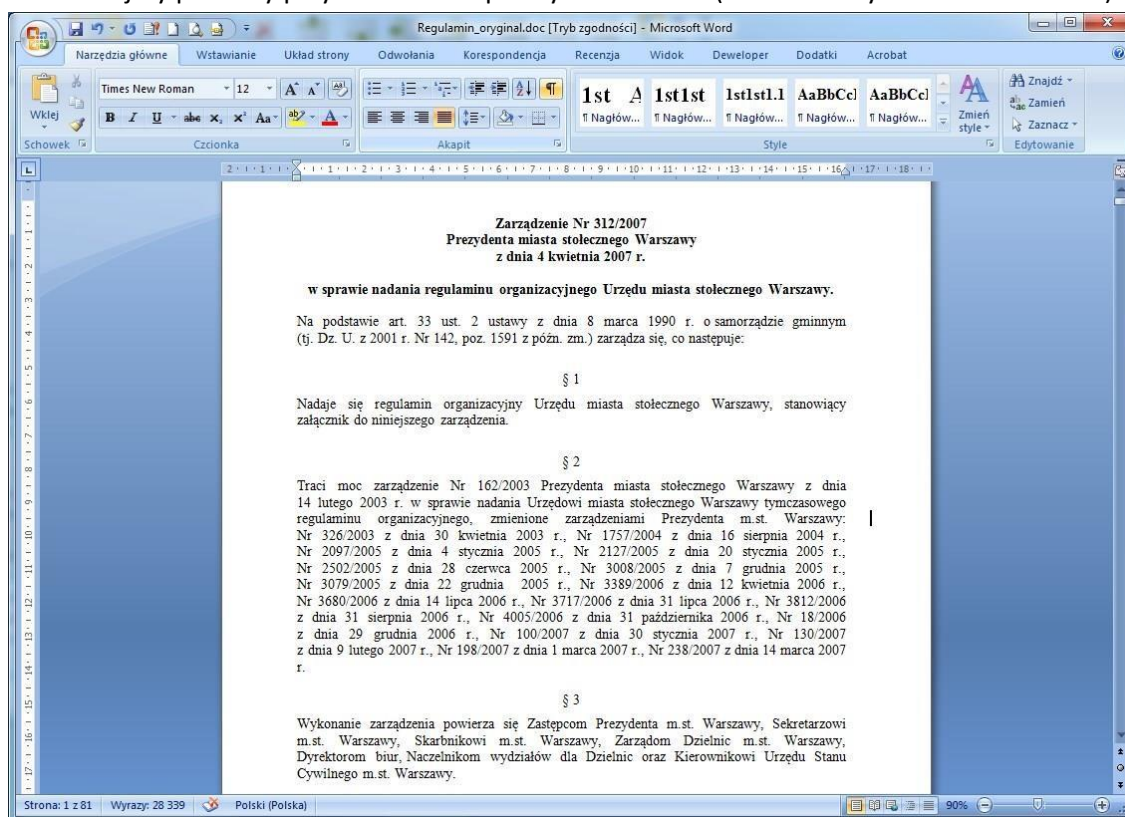 Regulamin_oryginal.doc [Tryb zgodności] - Microsoft Word
Narzędzia główne Wstawianie Układ strony Odwołania Korespondencja Recenzja Widok Deweloper Dodatki Acrobat
Wklej
Times New Roman 12
Znajdź
Zamień
Zaznacz
1st A 1st1st 1st1st1.1 AaBbCcI AaBbCcI
¶ Nagłów... ¶ Nagłów... ¶ Nagłów... ¶ Nagłów... ¶ Nagłów...
Zmień style
Schowek Czcionka Akapit Style Edytowanie
Zarządzenie Nr 312/2007
Prezydenta miasta stołecznego Warszawy
z dnia 4 kwietnia 2007 r.
w sprawie nadania regulaminu organizacyjnego Urzędu miasta stołecznego Warszawy.
Na podstawie art. 33 ust. 2 ustawy z dnia 8 marca 1990 r. o samorządzie gminnym
(tj. Dz. U. z 2001 r. Nr 142, poz. 1591 z późn. zm.) zarządza się, co następuje:
§ 1
Nadaje się regulamin organizacyjny Urzędu miasta stołecznego Warszawy, stanowiący
załącznik do niniejszego zarządzenia.
§ 2
Traci moc zarządzenie Nr 162/2003 Prezydenta miasta stołecznego Warszawy z dnia
14 lutego 2003 r. w sprawie nadania Urzędowi miasta stołecznego Warszawy tymczasowego
regulaminu organizacyjnego, zmienione zarządzeniami Prezydenta m.st. Warszawy:
Nr 326/2003 z dnia 30 kwietnia 2003 r., Nr 1757/2004 z dnia 16 sierpnia 2004 r.,
Nr 2097/2005 z dnia 4 stycznia 2005 r., Nr 2127/2005 z dnia 20 stycznia 2005 r.,
Nr 2502/2005 z dnia 28 czerwca 2005 r., Nr 3008/2005 z dnia 7 grudnia 2005 r.,
Nr 3079/2005 z dnia 22 grudnia 2005 r., Nr 3389/2006 z dnia 12 kwietnia 2006 r.,
Nr 3680/2006 z dnia 14 lipca 2006 r., Nr 3717/2006 z dnia 31 lipca 2006 r., Nr 3812/2006
z dnia 31 sierpnia 2006 r., Nr 4005/2006 z dnia 31 października 2006 r., Nr 18/2006
z dnia 29 grudnia 2006 r., Nr 100/2007 z dnia 30 stycznia 2007 r., Nr 130/2007
z dnia 9 lutego 2007 r., Nr 198/2007 z dnia 1 marca 2007 r., Nr 238/2007 z dnia 14 marca 2007
r.
§ 3
Wykonanie zarządzenia powierza się Zastępcom Prezydenta m.st. Warszawy, Sekretarzowi
m.st. Warszawy, Skarbnikowi m.st. Warszawy, Zarządom Dzielnic m.st. Warszawy,
Dyrektorom biur, Naczelnikom wydziałów dla Dzielnic oraz Kierownikowi Urzędu Stanu
Cywilnego m.st. Warszawy.
Strona: 1 z 81 Wyrazy: 28 339 Polski (Polska) 90%